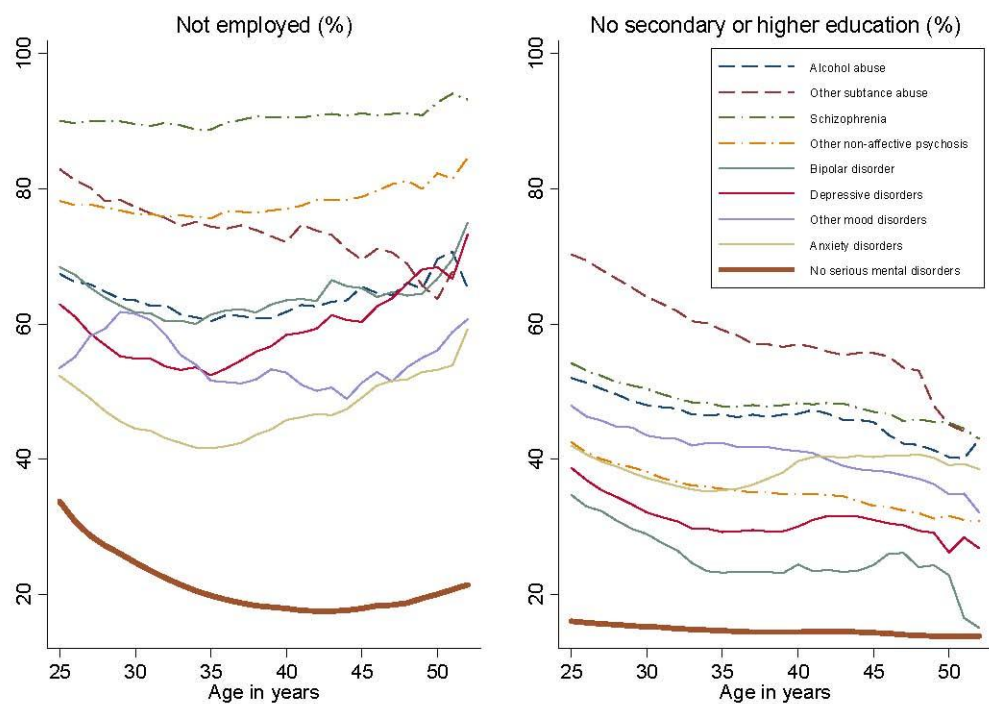 Not employed (%)
100
80
60
40
20
25
30
35
40
45
50
Age in years
No secondary or higher education (%)
100
80
60
40
20
25
30
35
40
45
50
Age in years
Alcohol abuse
Other subtance abuse
Schizophrenia
Other non-affective psychosis
Bipolar disorder
Depressive disorders
Other mood disorders
Anxiety disorders
No serious mental disorders